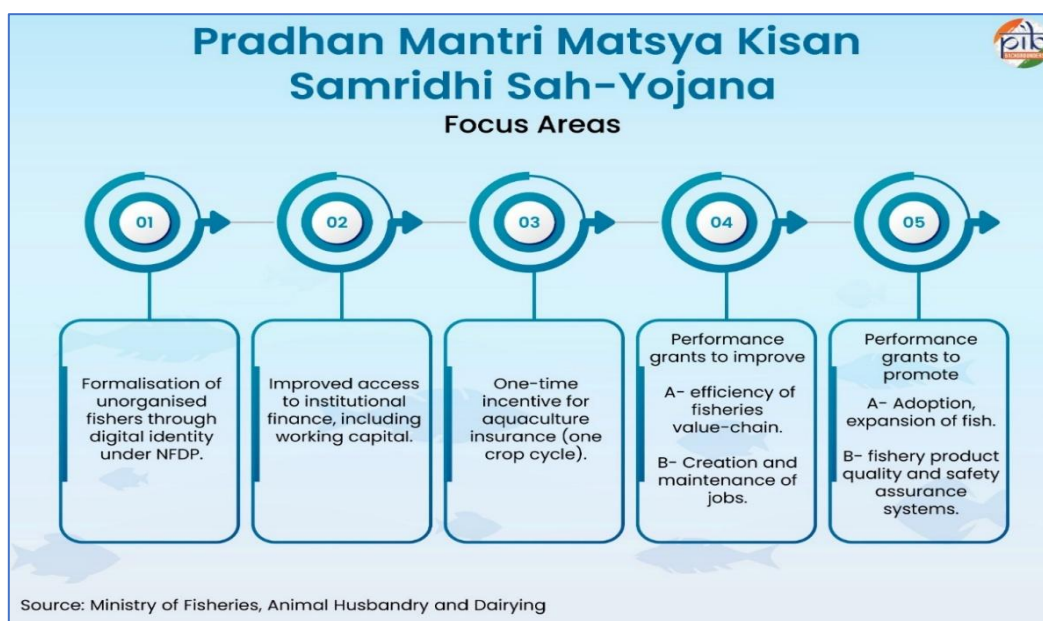 Pradhan Mantri Matsya Kisan
Samridhi Sah-Yojana
Focus Areas
pib
01
02
03
04
05
Formalisation of
unorganised
fishers through
digital identity
under NFDP.
Improved access
to institutional
finance, including
working capital.
One-time
incentive for
aquaculture
insurance (one
crop cycle).
Performance
grants to improve
A- efficiency of
fisheries
value-chain.
B- Creation and
maintenance of
jobs.
Performance
grants to
promote
A- Adoption,
expansion of fish.
B- fishery product
quality and safety
assurance
systems.
Source: Ministry of Fisheries, Animal Husbandry and Dairying